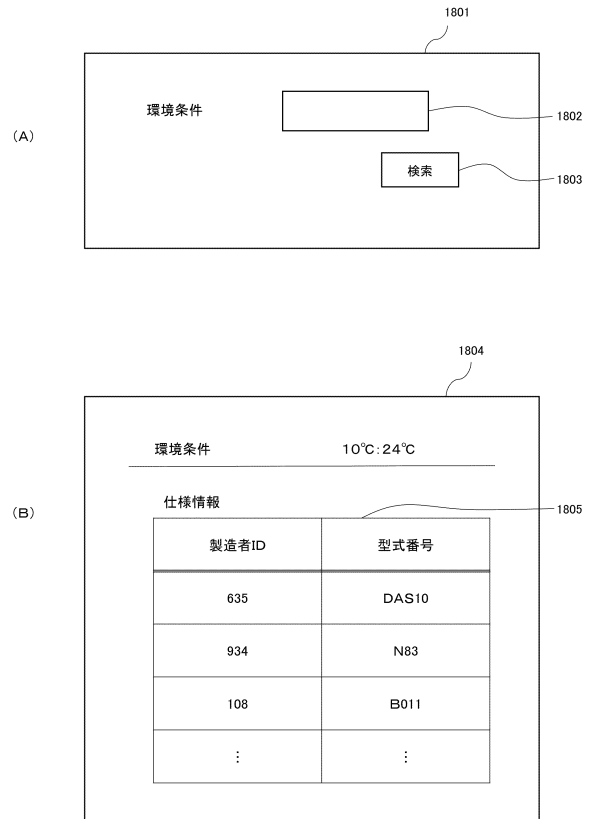 1801
環境条件
1802
(A)
検索
1803
1804
環境条件 10℃:24℃
仕様情報
(B)
1805
製造者ID 型式番号
635 DAS10
934 N83
108 B011
⋮ ⋮